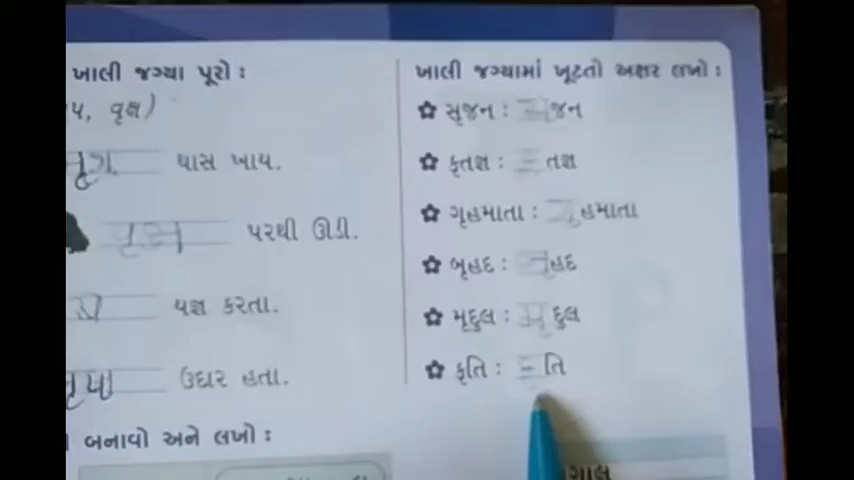 ખાલી જગ્યા પૂરો :
વૃક્ષ)
ઘાસ ખાય.
પરથી ઊડી.
યજ્ઞ કરતા.
ઉદાર હતા.
બનાવો અને લખો :
ખાલી જગ્યામાં ખૂટતો અક્ષર લખો :
સૃજન : સૃજન
કૃતજ્ઞ : તજ્ઞ
ગૃહમાતા : ગૃહમાતા
બૃહદ : બૃહદ
મૃદુલ : મૃદુલ
કૃતિ : તિ